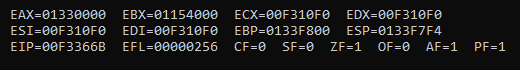 EAX=01330000  EBX=01154000  ECX=00F310F0  EDX=00F310F0
ESI=00F310F0  EDI=00F310F0  EBP=0133F800  ESP=0133F7F4
EIP=00F3366B  EFL=00000256  CF=0  SF=0  ZF=1  OF=0  AF=1  PF=1